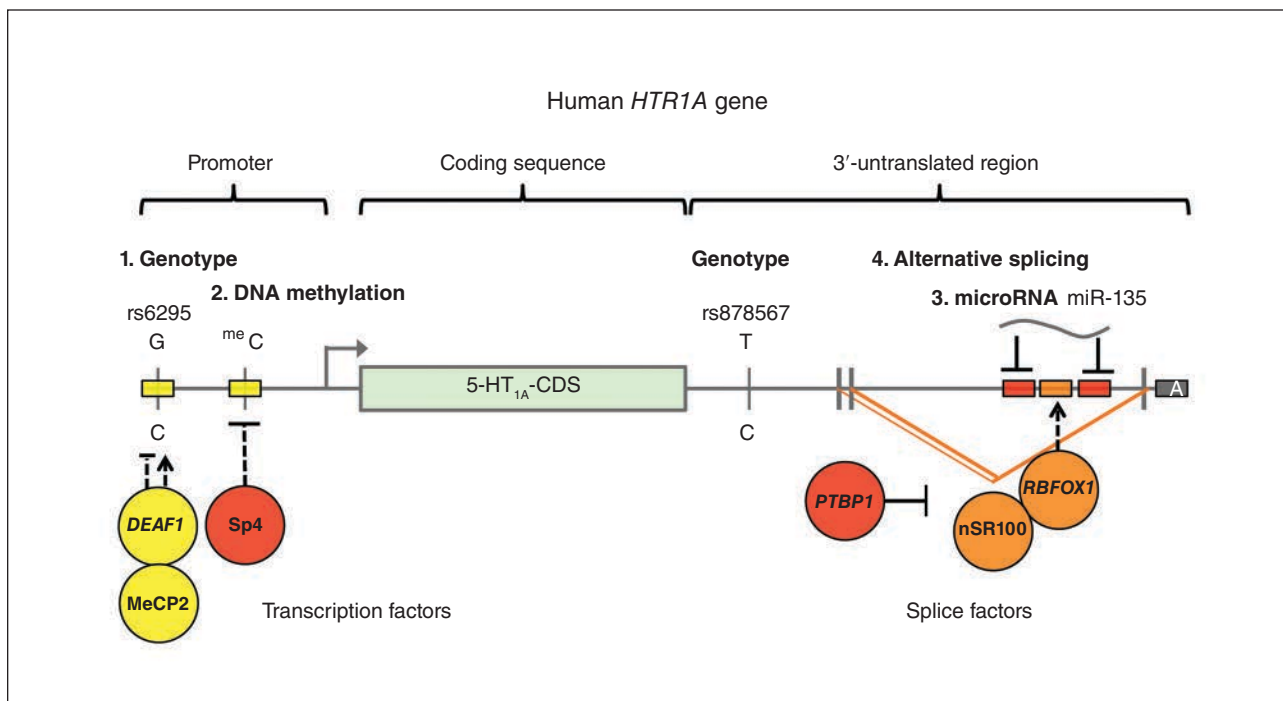 Human HTR1A gene
Promoter
Coding sequence
3′-untranslated region
1. Genotype
2. DNA methylation
Genotype
4. Alternative splicing
3. microRNA miR-135
rs6295
G
me C
rs878567
T
5-HT1A-CDS
A
C
C
DEAF1
MeCP2
Sp4
PTBP1
RBFOX1
nSR100
Transcription factors
Splice factors